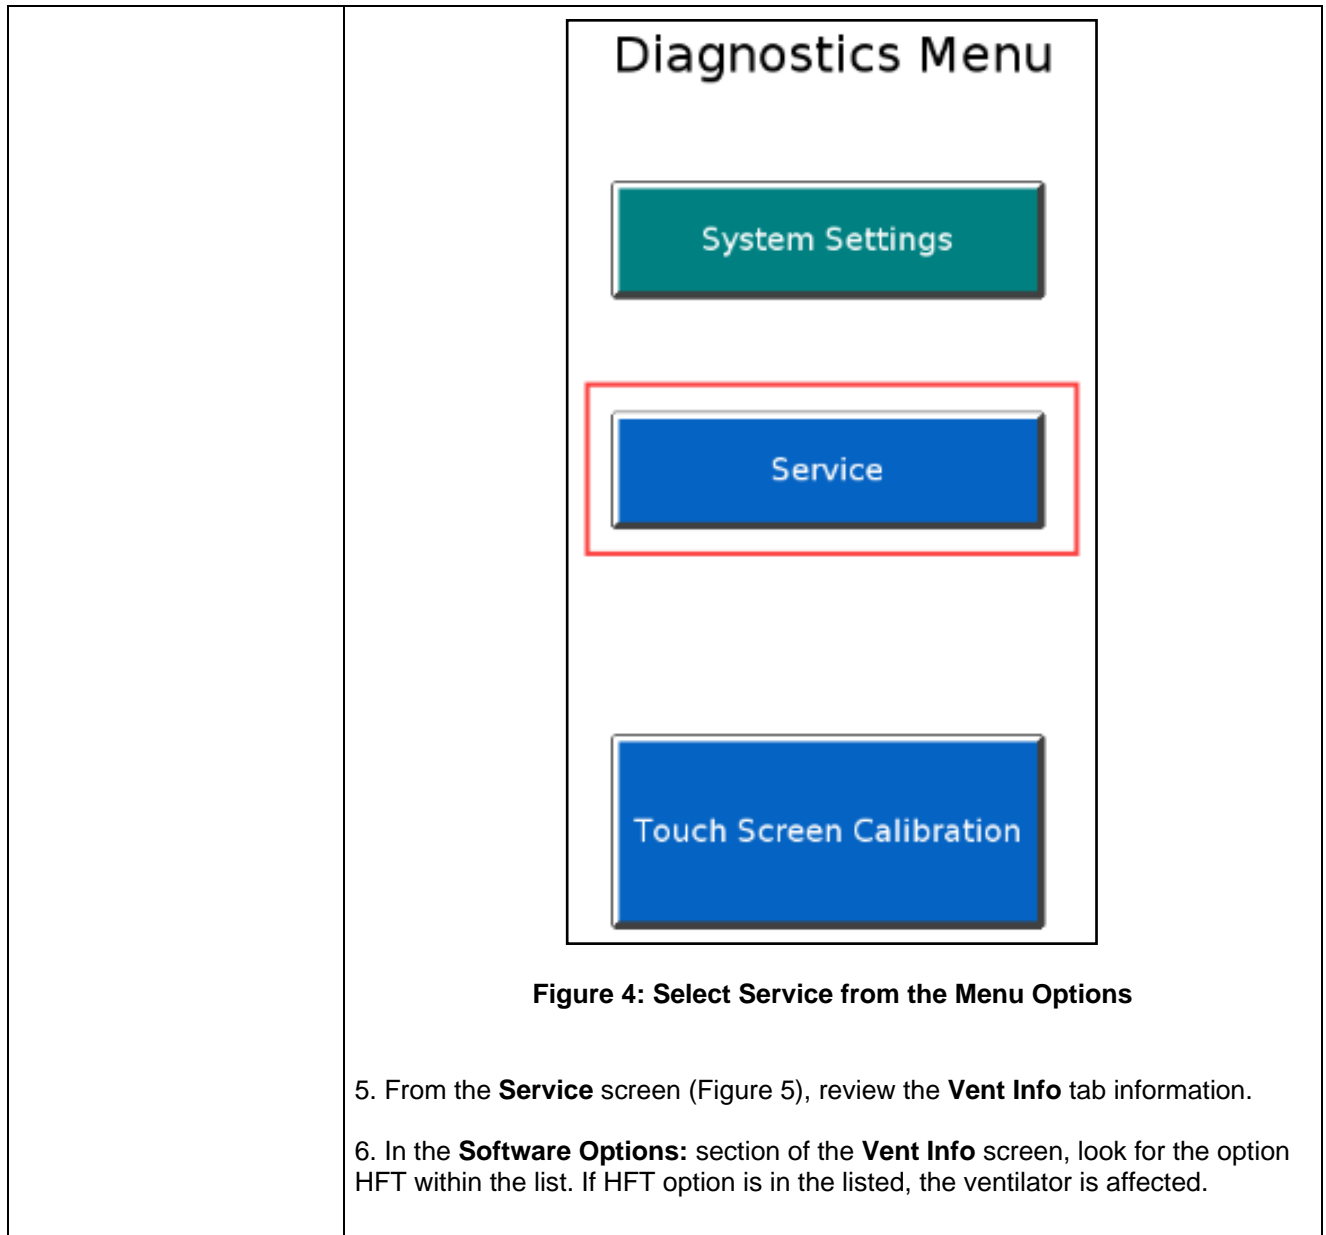 Diagnostics Menu
System Settings
Service
Touch Screen Calibration
Figure 4: Select Service from the Menu Options
5. From the Service screen (Figure 5), review the Vent Info tab information.
6. In the Software Options: section of the Vent Info screen, look for the option
HFT within the list. If HFT option is in the listed, the ventilator is affected.